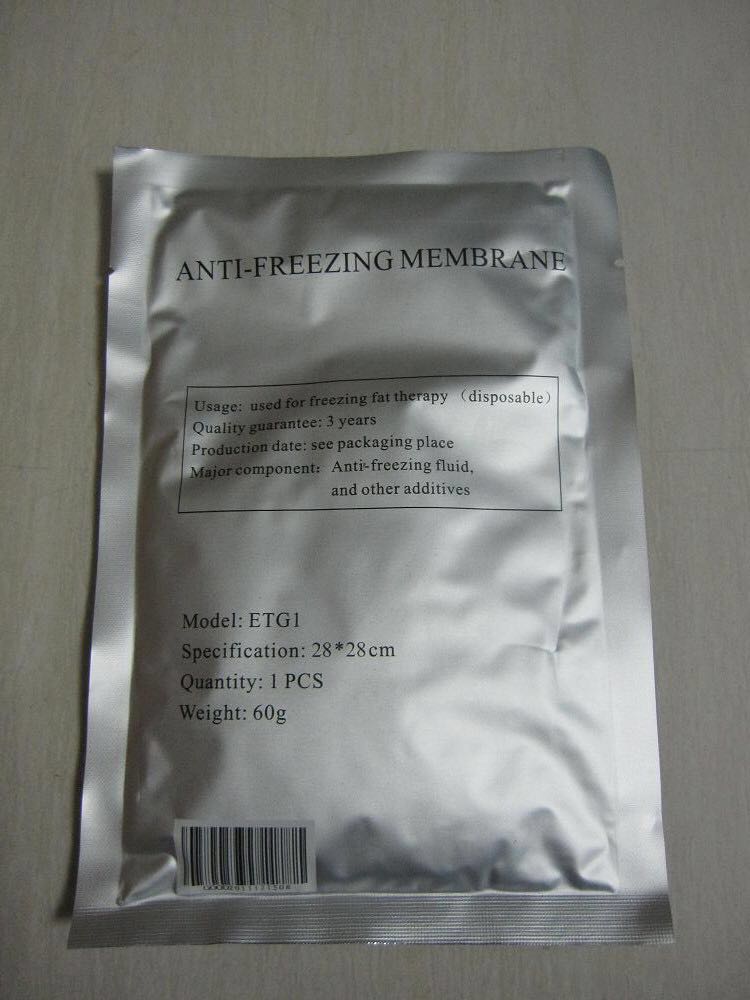 ANTI-FREEZING MEMBRANE
Usage: used for freezing fat therapy （disposable）
Quality guarantee: 3 years
Production date: see packaging place
Major component： Anti-freezing fluid,
and other additives
Model: ETG1
Specification: 28*28cm
Quantity: 1 PCS
Weight: 60g